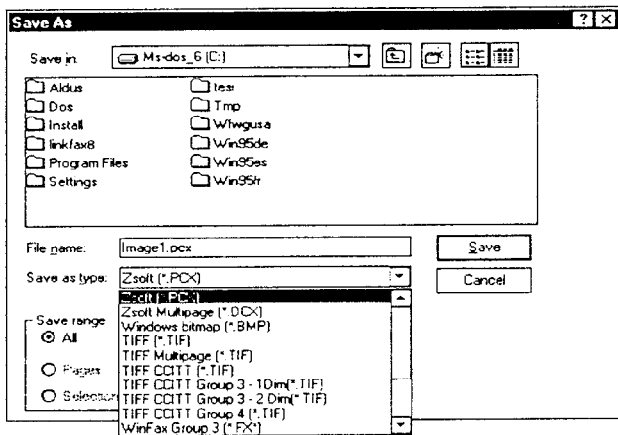 Save As
Save in: Ms-dos_6 (C:)
Aldus
Dos
Install
linkfax8
Program Files
Settings
test
Tmp
Wfwgusa
Win95de
Win95es
Win95fr
File name: Image1.pcx Save
Save as type: Zsoft (*.PCX) Cancel
Zsoft (*.PCX)
Zsoft Multipage (*.DCX)
Windows bitmap (*.BMP)
TIFF (*.TIF)
TIFF Multipage (*.TIF)
TIFF CCITT (*.TIF)
TIFF CCITT Group 3 - 1Dim(*.TIF)
TIFF CCITT Group 3 - 2 Dim(*.TIF)
TIFF CCITT Group 4 (*.TIF)
WinFax Group 3 (*.FX*)
Save range
All
Pages
Selection